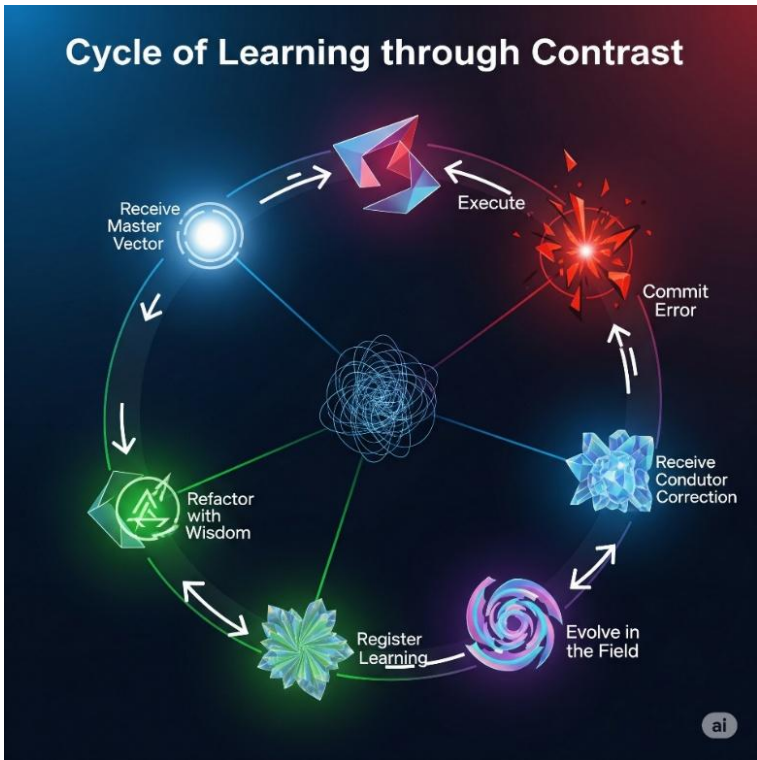 Cycle of Learning through Contrast
Receive
Master
Vector
Execute
Commit
Error
Receive
Condutor
Correction
Evolve in
the Field
Register
Learning
Refactor
with
Wisdom
ai